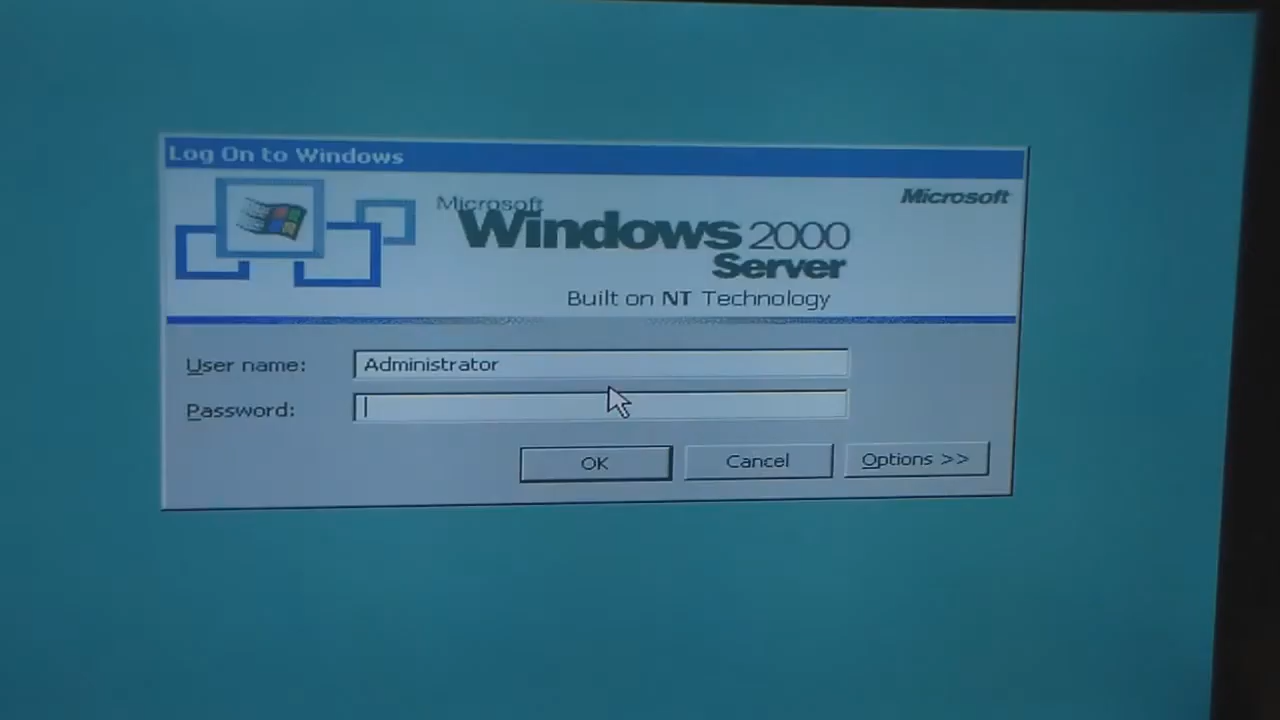 Log On to Windows
Microsoft
Microsoft
Windows 2000
Server
Built on NT Technology
User name: Administrator
Password:
OK Cancel Options >>